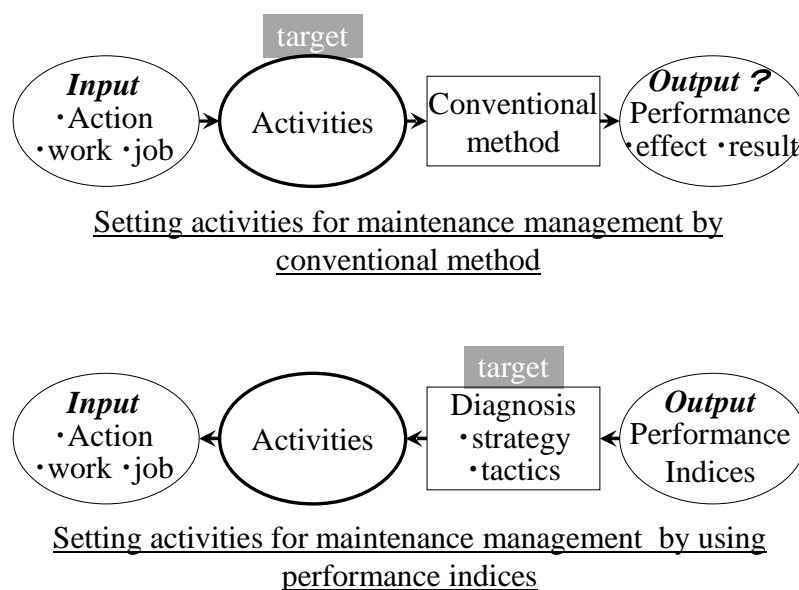 target
Input
・Action
・work ・job
Activities
Conventional
method
Output ?
Performance
・effect ・result
Setting activities for maintenance management by
conventional method
target
Input
・Action
・work ・job
Activities
Diagnosis
・strategy
・tactics
Output
Performance
Indices
Setting activities for maintenance management by using
performance indices